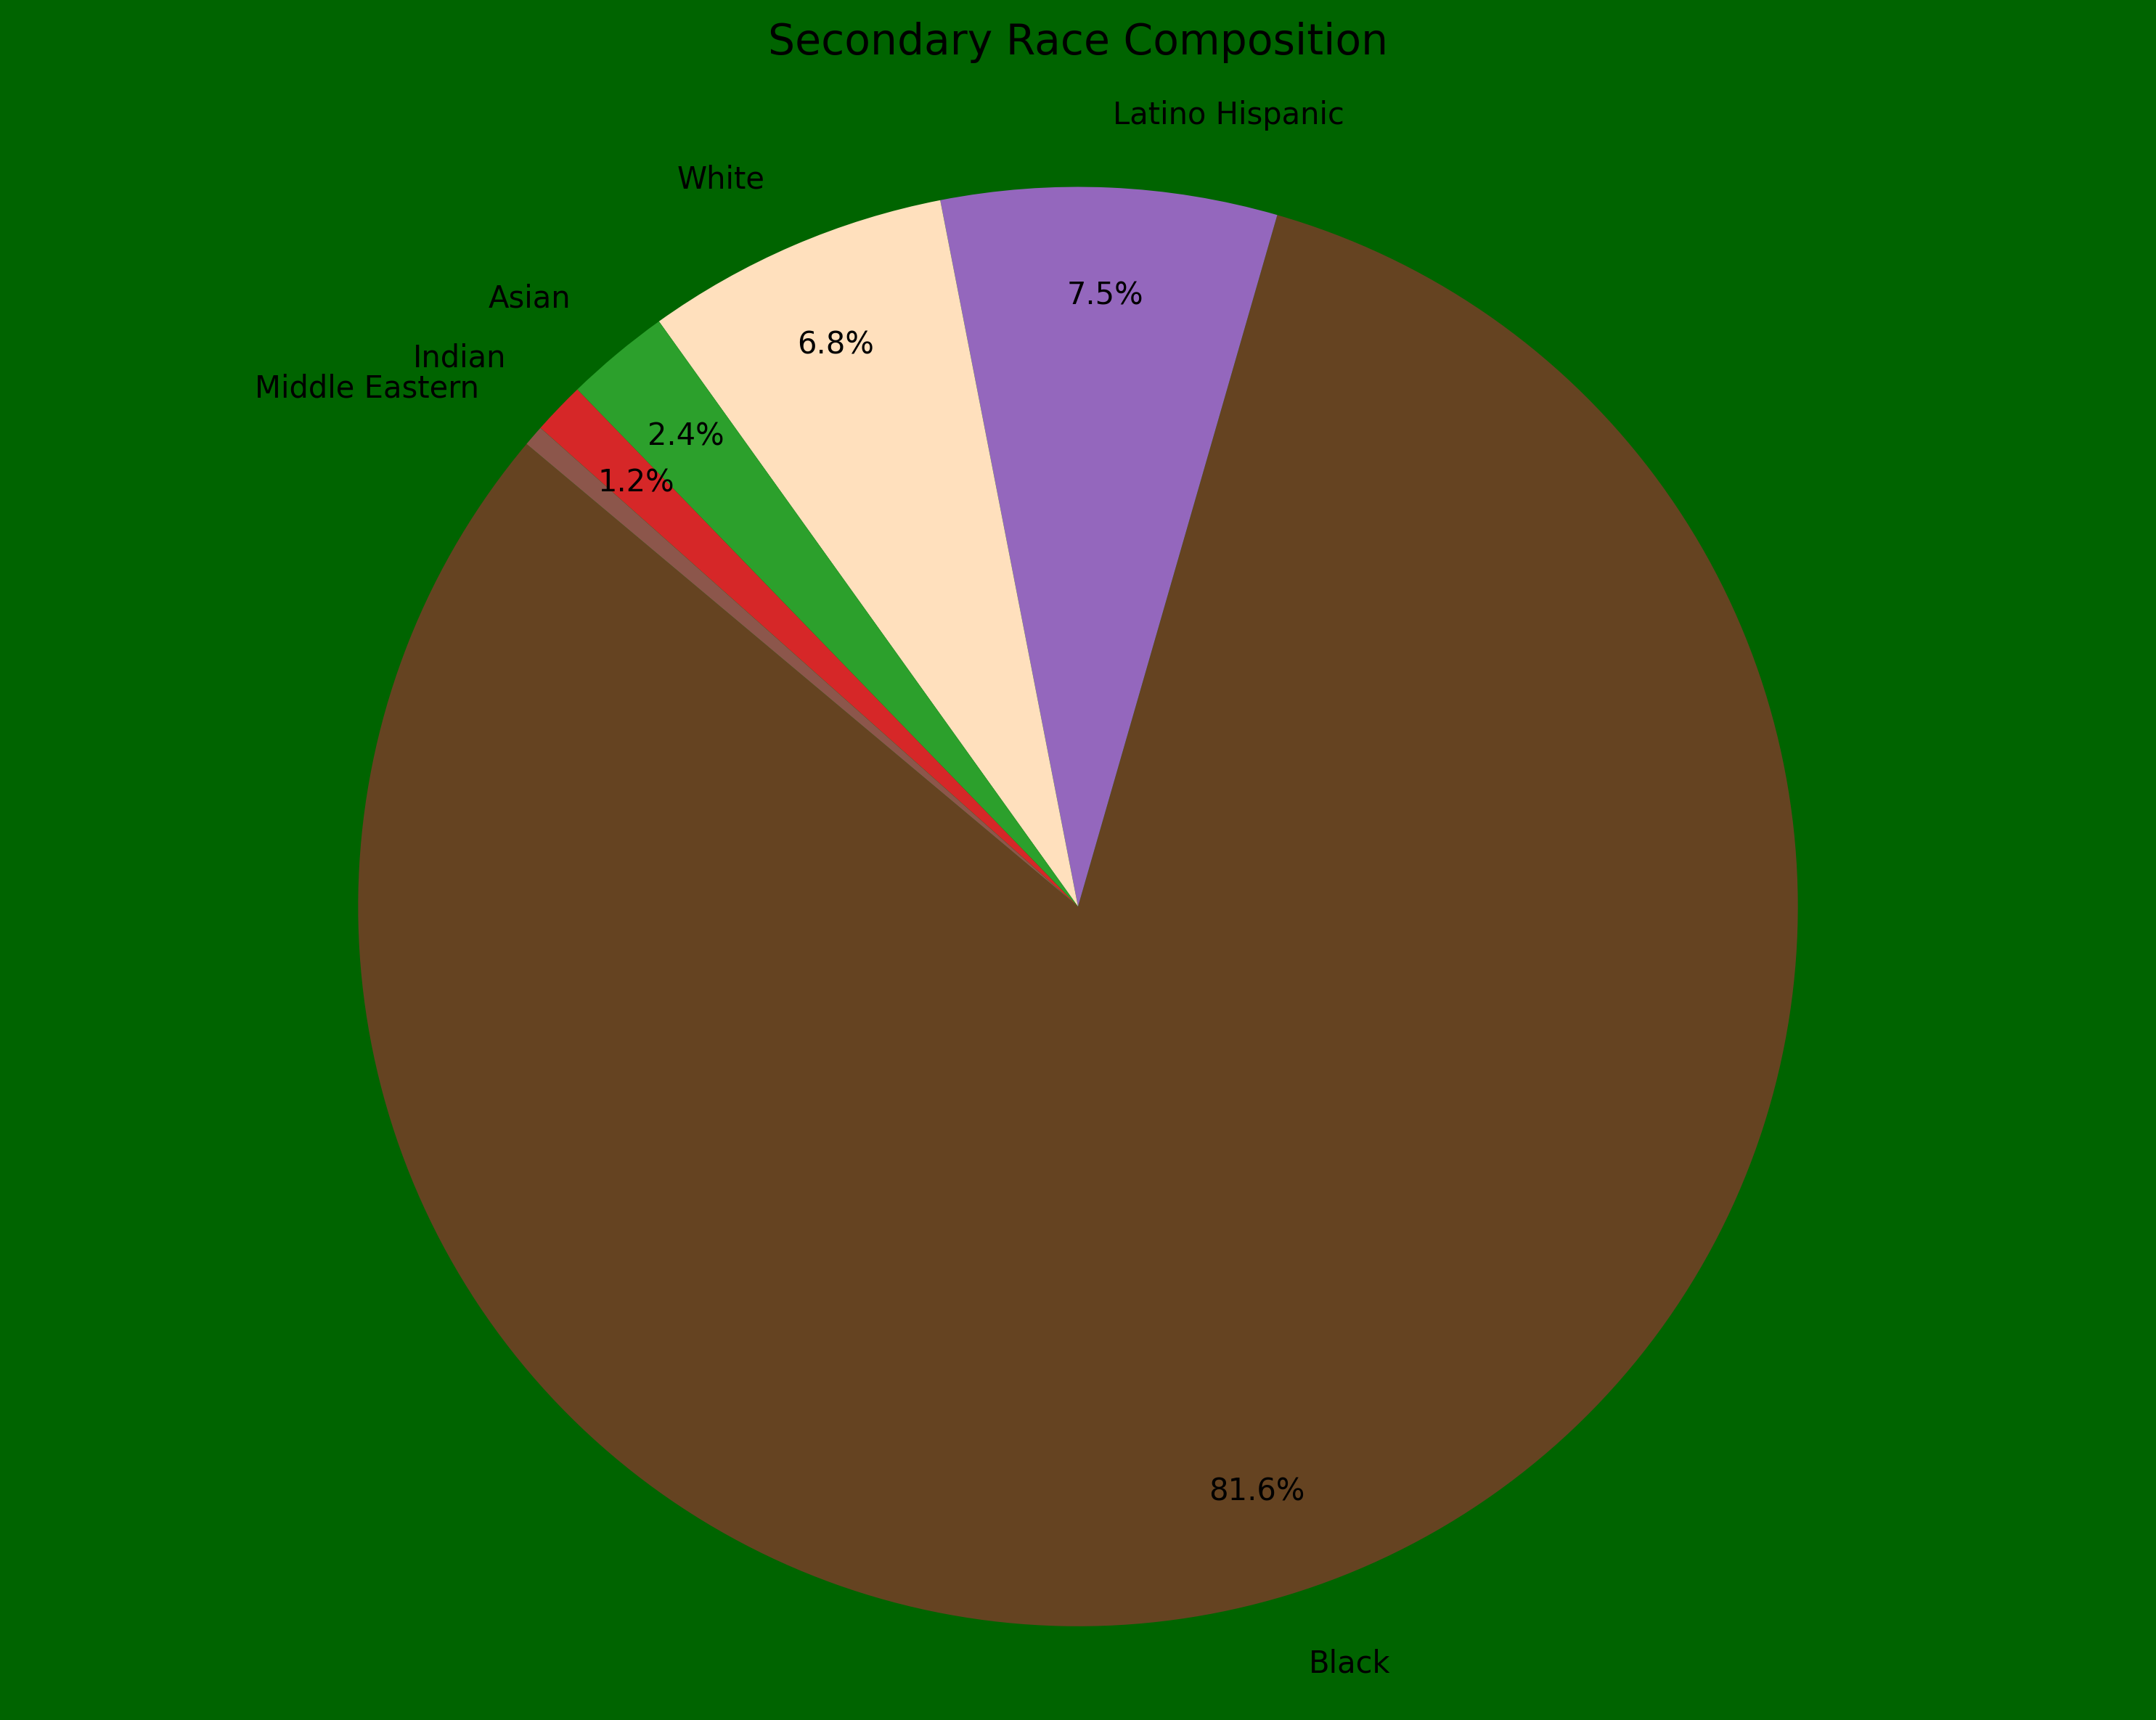 Secondary Race Composition
Latino Hispanic
White
Asian
Indian
Middle Eastern
7.5%
6.8%
2.4%
1.2%
81.6%
Black